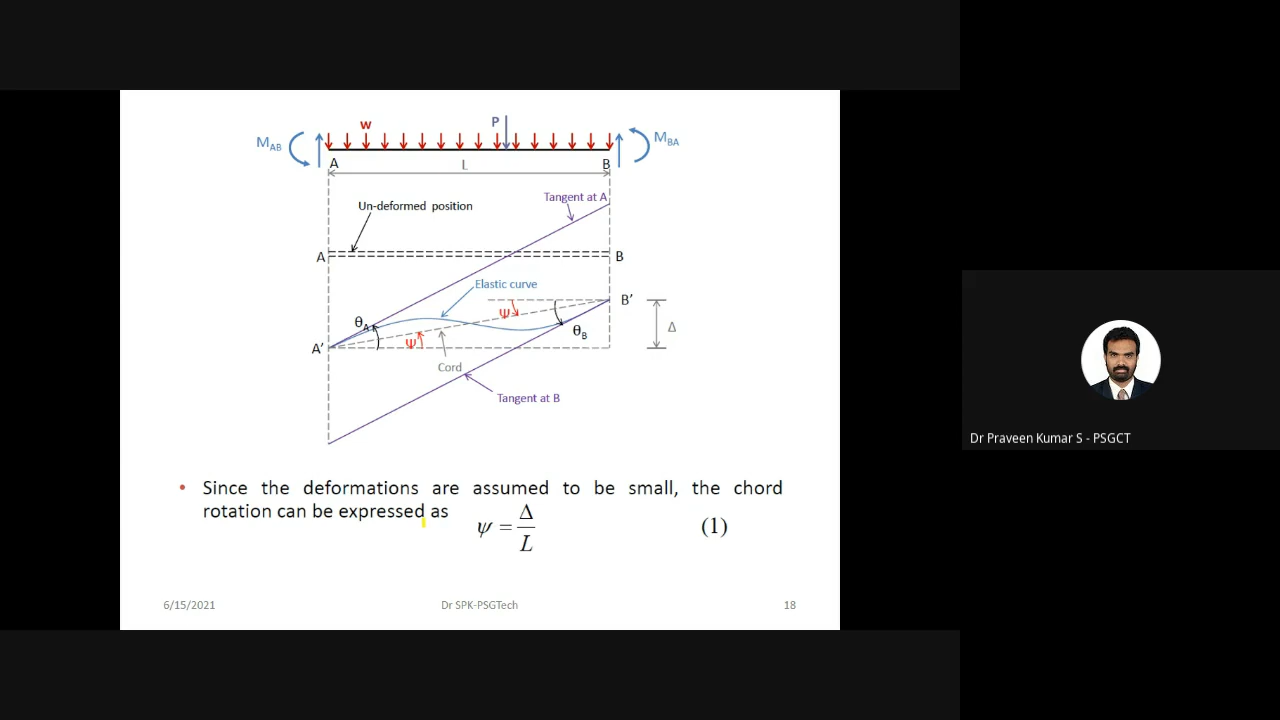 w
P
M_AB
M_BA
A
L
B
Tangent at A
Un-deformed position
A
B
Elastic curve
B'
Ψ
θ_A
θ_B
Δ
Ψ
A'
Cord
Tangent at B
• Since the deformations are assumed to be small, the chord
rotation can be expressed as
ψ = Δ/L (1)
6/15/2021 Dr SPK-PSGTech 18
Dr Praveen Kumar S - PSGCT